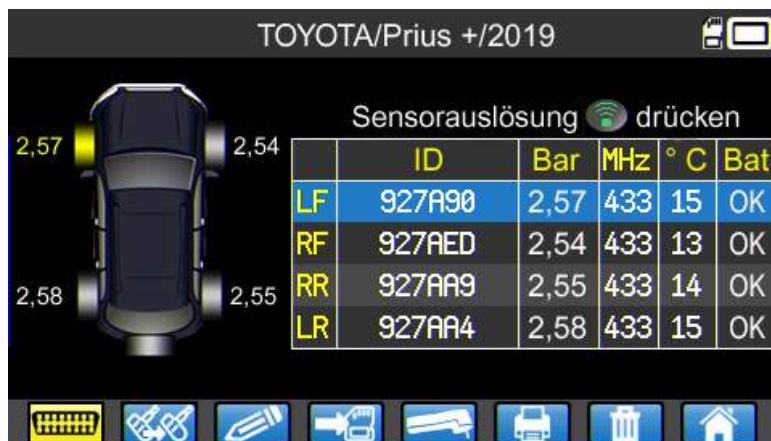 TOYOTA/Prius +/2019
Sensorauslösung drücken
2,57
2,54
2,58
2,55
ID Bar MHz ° C Bat
LF 927A90 2,57 433 15 OK
RF 927AED 2,54 433 13 OK
RR 927AA9 2,55 433 14 OK
LR 927AA4 2,58 433 15 OK